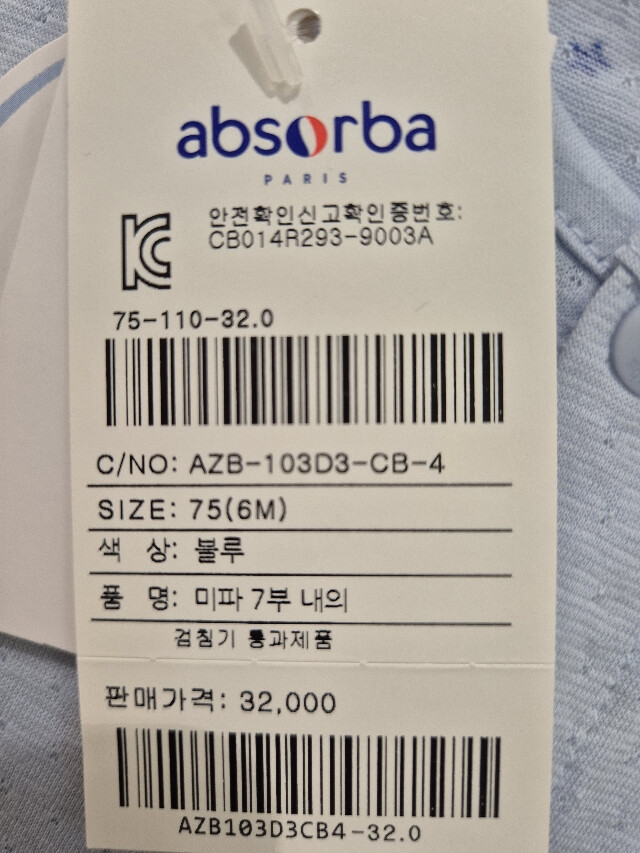 absorba
PARIS
안전확인신고확인증번호:
CB014R293-9003A
75-110-32.0
C/NO: AZB-103D3-CB-4
SIZE: 75(6M)
색 상: 블루
품 명: 미파 7부 내의
검침기 통과제품
판매가격: 32,000
AZB103D3CB4-32.0